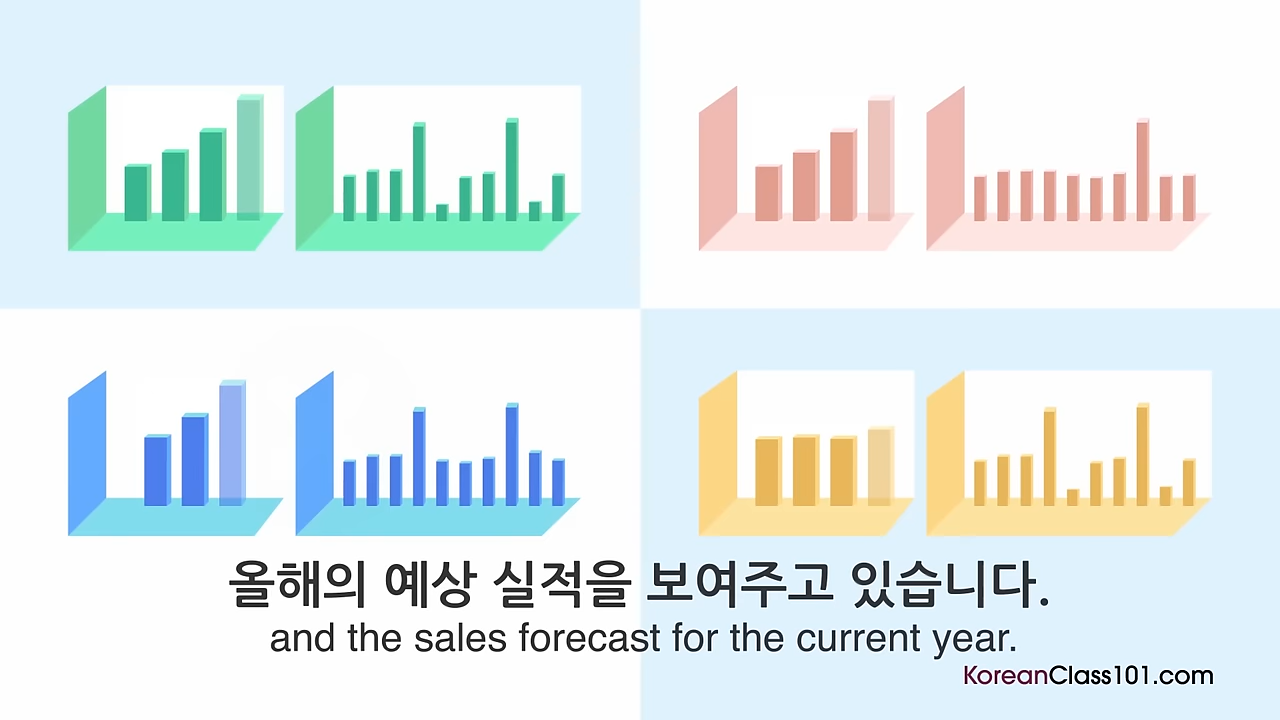 올해의 예상 실적을 보여주고 있습니다.
and the sales forecast for the current year.
KoreanClass101.com